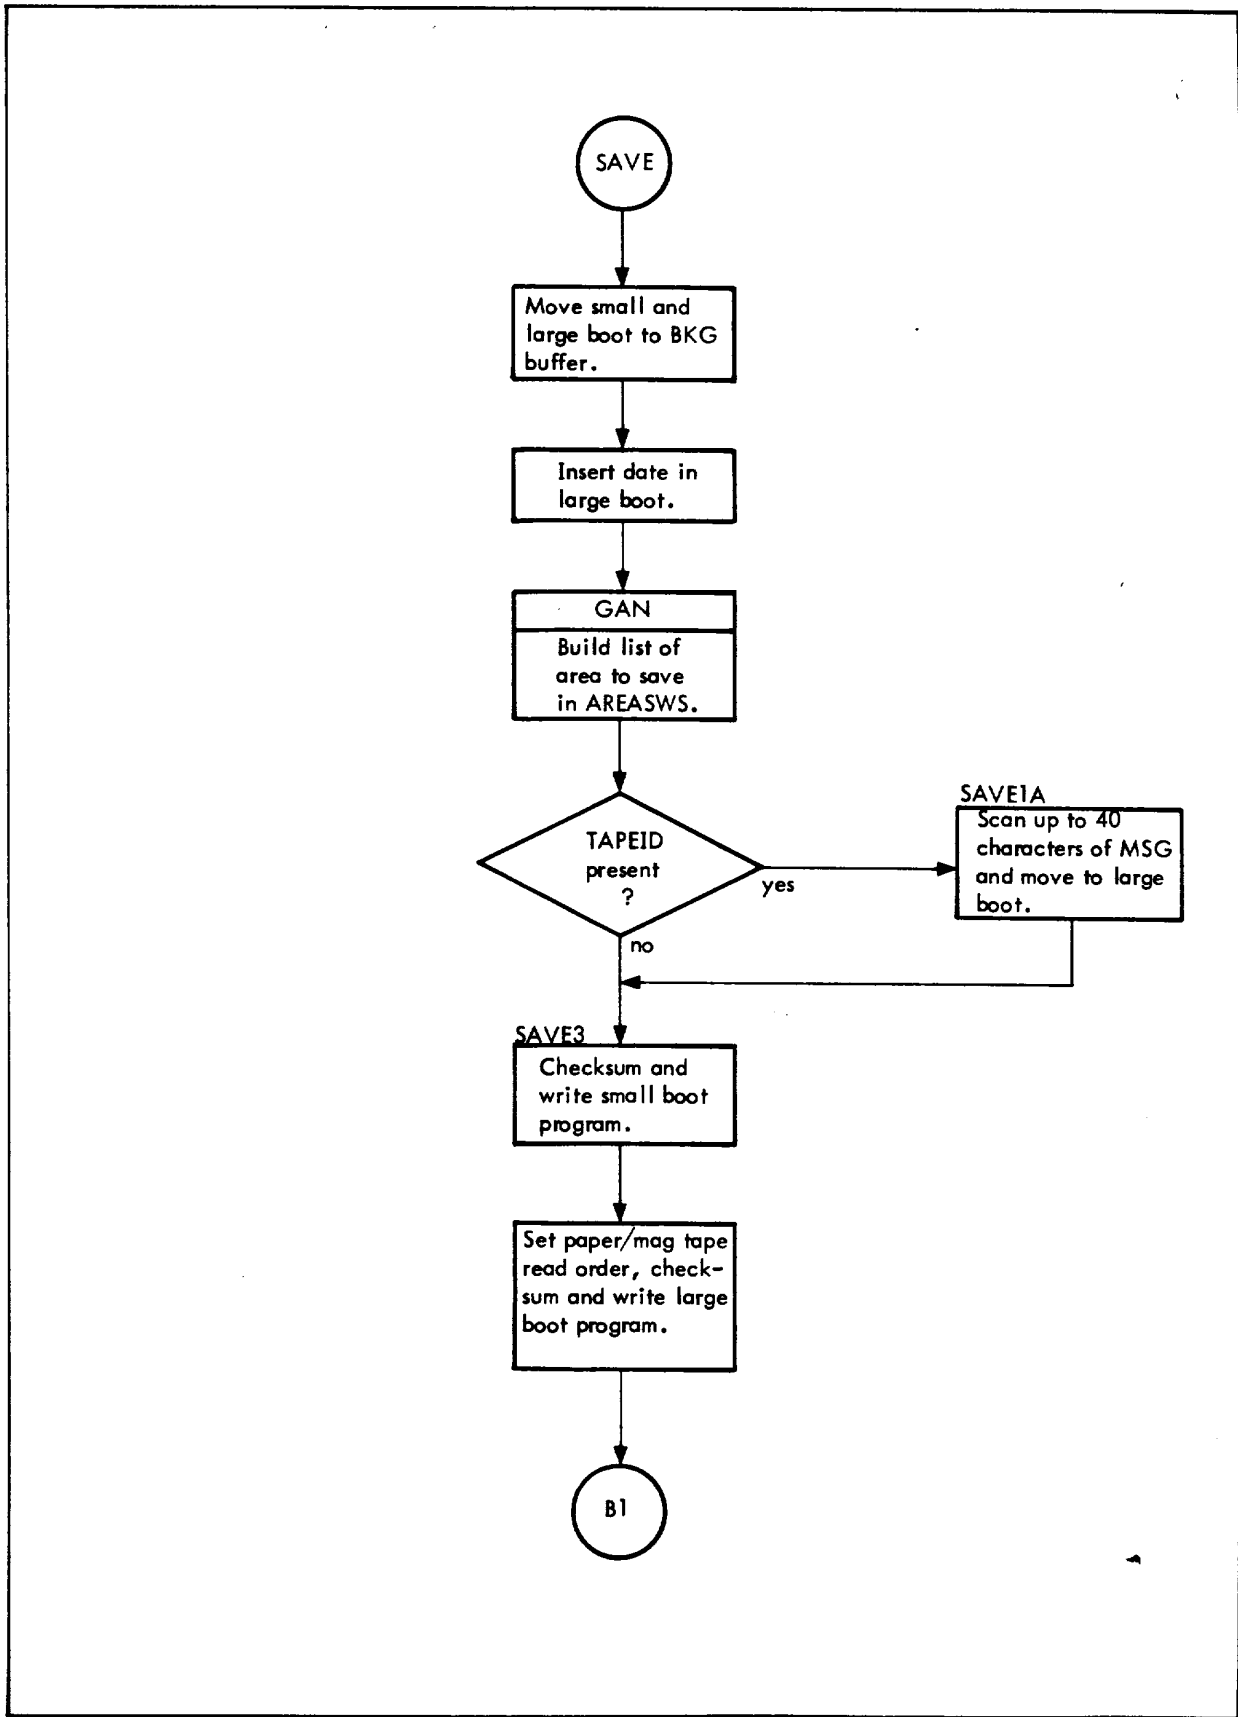 SAVE
Move small and
large boot to BKG
buffer.
Insert date in
large boot.
GAN
Build list of
area to save
in AREASWS.
TAPEID
present
?
yes
SAVE1A
Scan up to 40
characters of MSG
and move to large
boot.
no
SAVE3
Checksum and
write small boot
program.
Set paper/mag tape
read order, check-
sum and write large
boot program.
B1